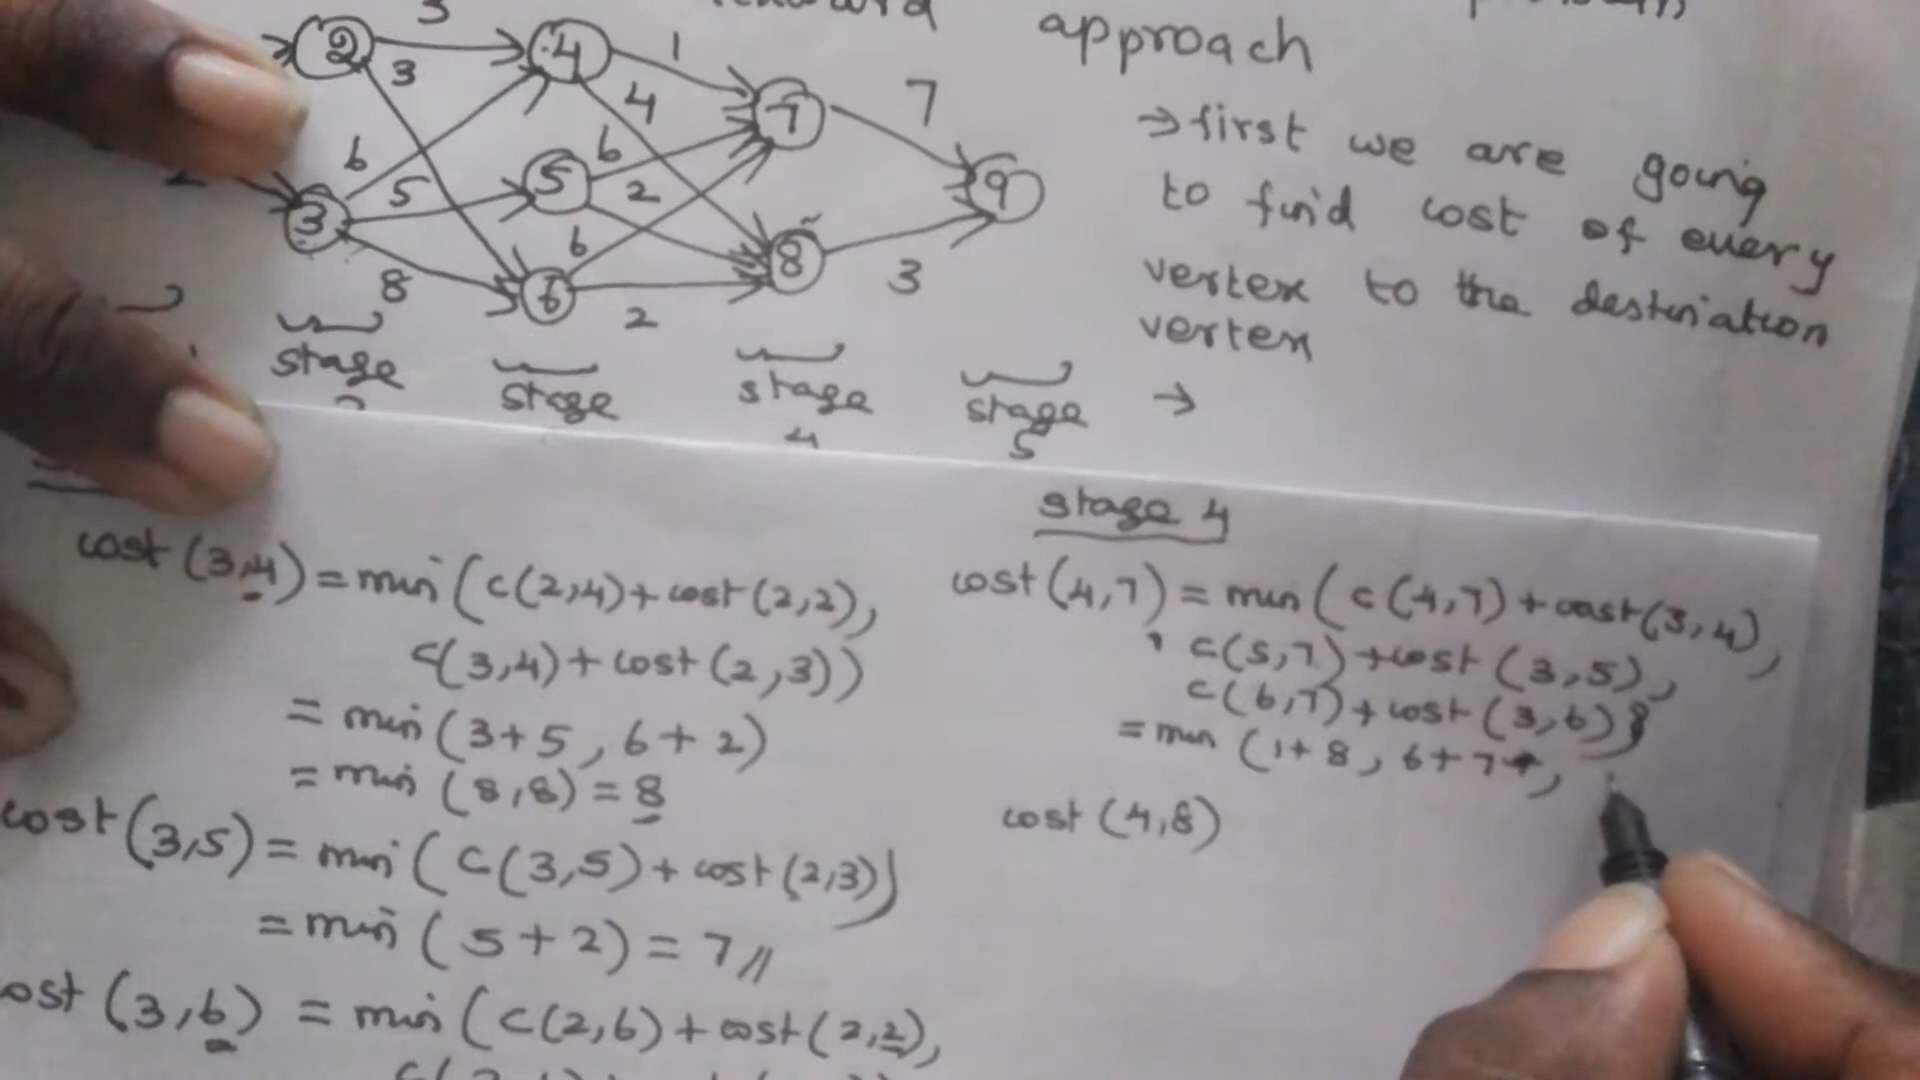 approach
3
2 4 1
3 4 7 7
→first we are going
6 5 6 2 9
to find cost of every
3 5 6 8
vertex to the destination
8 6 2 3
vertex
stage stage stage stage →
4 5
stage 4
cost (3,4) = min (c(2,4)+cost(2,2),
c(3,4)+cost(2,3))
= min (3+5, 6+2)
= min (8,8) = 8
cost (3,5) = min (c(3,5)+cost(2,3))
= min (5+2) = 7//
cost (3,6) = min (c(2,6)+cost(2,2),
cost (4,7) = min (c(4,7)+cost(3,4),
c(5,7)+cost (3,5),
c(6,7)+cost (3,6)}
= min (1+8, 6+7,
cost (4,8)